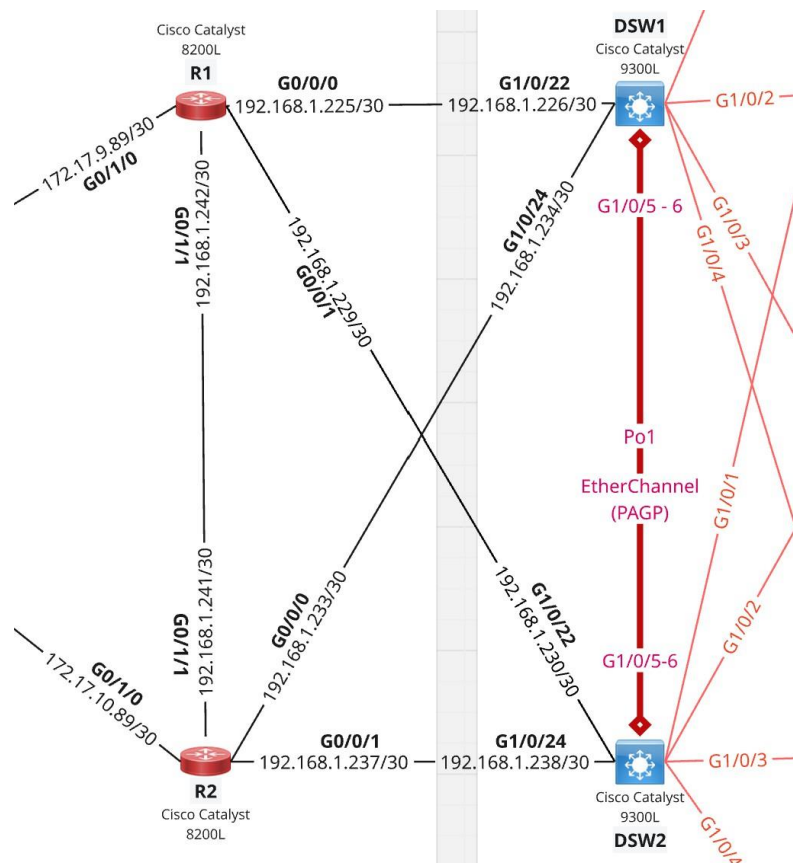 Cisco Catalyst
8200L
R1
G0/0/0
192.168.1.225/30
G1/0/22
192.168.1.226/30
DSW1
Cisco Catalyst
9300L
G1/0/2
172.17.9.89/30
G0/1/0
G0/1/1
192.168.1.242/30
192.168.1.229/30
G0/0/1
G1/0/24
192.168.1.234/30
G1/0/5 - 6
G1/0/3
G1/0/4
Po1
EtherChannel
(PAGP)
G1/0/1
G0/1/1
192.168.1.241/30
G0/0/0
192.168.1.233/30
G1/0/22
192.168.1.230/30
G1/0/5-6
G1/0/2
G0/1/0
172.17.10.89/30
G0/0/1
192.168.1.237/30
G1/0/24
192.168.1.238/30
G1/0/3
R2
Cisco Catalyst
8200L
Cisco Catalyst
9300L
DSW2
G1/0/4